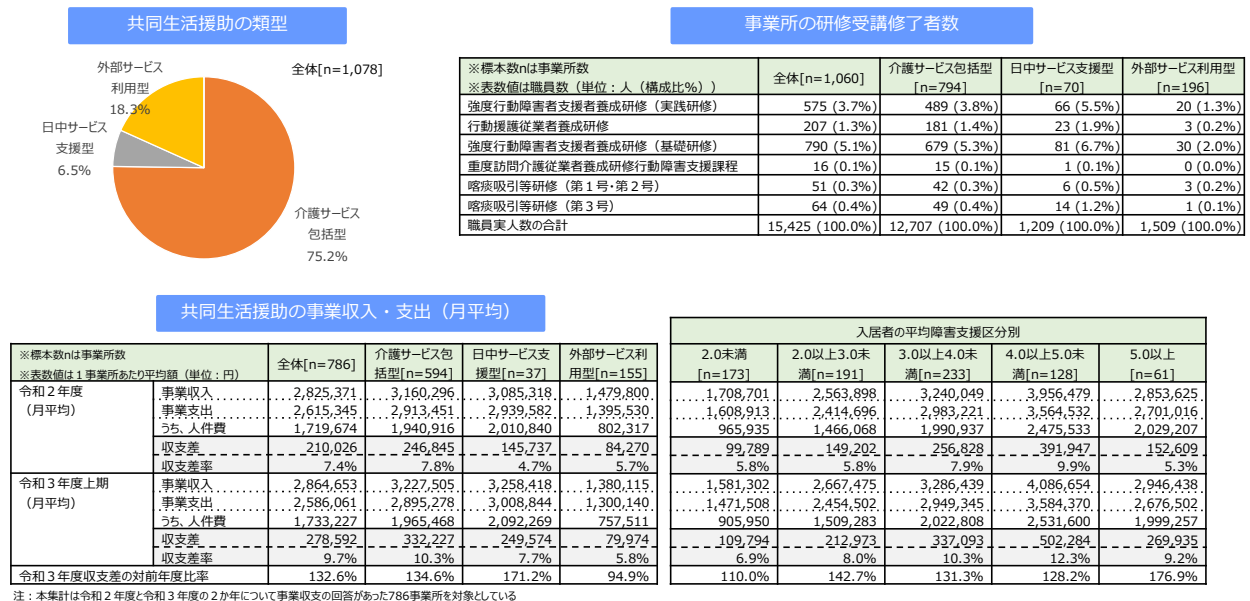 共同生活援助の類型
全体[n=1,078]
外部サービス
利用型
18.3%
日中サービス
支援型
6.5%
介護サービス
包括型
75.2%
事業所の研修受講修了者数
※標本数nは事業所数
※表数値は職員数（単位：人（構成比%）） 全体[n=1,060] 介護サービス包括型[n=794] 日中サービス支援型[n=70] 外部サービス利用型[n=196]
強度行動障害者支援者養成研修（実践研修） 575 (3.7%) 489 (3.8%) 66 (5.5%) 20 (1.3%)
行動援護従業者養成研修 207 (1.3%) 181 (1.4%) 23 (1.9%) 3 (0.2%)
強度行動障害者支援者養成研修（基礎研修） 790 (5.1%) 679 (5.3%) 81 (6.7%) 30 (2.0%)
重度訪問介護従業者養成研修行動障害支援課程 16 (0.1%) 15 (0.1%) 1 (0.1%) 0 (0.0%)
喀痰吸引等研修（第１号・第２号） 51 (0.3%) 42 (0.3%) 6 (0.5%) 3 (0.2%)
喀痰吸引等研修（第３号） 64 (0.4%) 49 (0.4%) 14 (1.2%) 1 (0.1%)
職員実人数の合計 15,425 (100.0%) 12,707 (100.0%) 1,209 (100.0%) 1,509 (100.0%)
共同生活援助の事業収入・支出（月平均）
入居者の平均障害支援区分別
※標本数nは事業所数
※表数値は１事業所あたり平均額（単位：円） 全体[n=786] 介護サービス包括型[n=594] 日中サービス支援型[n=37] 外部サービス利用型[n=155] 2.0未満[n=173] 2.0以上3.0未満[n=191] 3.0以上4.0未満[n=233] 4.0以上5.0未満[n=128] 5.0以上[n=61]
令和２年度 事業収入 2,825,371 3,160,296 3,085,318 1,479,800 1,708,701 2,563,898 3,240,049 3,956,479 2,853,625
（月平均） 事業支出 2,615,345 2,913,451 2,939,582 1,395,530 1,608,913 2,414,696 2,983,221 3,564,532 2,701,016
うち、人件費 1,719,674 1,940,916 2,010,840 802,317 965,935 1,466,068 1,990,937 2,475,533 2,029,207
収支差 210,026 246,845 145,737 84,270 99,789 149,202 256,828 391,947 152,609
収支差率 7.4% 7.8% 4.7% 5.7% 5.8% 5.8% 7.9% 9.9% 5.3%
令和３年度上期 事業収入 2,864,653 3,227,505 3,258,418 1,380,115 1,581,302 2,667,475 3,286,439 4,086,654 2,946,438
（月平均） 事業支出 2,586,061 2,895,278 3,008,844 1,300,140 1,471,508 2,454,502 2,949,345 3,584,370 2,676,502
うち、人件費 1,733,227 1,965,468 2,092,269 757,511 905,950 1,509,283 2,022,808 2,531,600 1,999,257
収支差 278,592 332,227 249,574 79,974 109,794 212,973 337,093 502,284 269,935
収支差率 9.7% 10.3% 7.7% 5.8% 6.9% 8.0% 10.3% 12.3% 9.2%
令和３年度収支差の対前年度比率 132.6% 134.6% 171.2% 94.9% 110.0% 142.7% 131.3% 128.2% 176.9%
注：本集計は令和２年度と令和３年度の２か年について事業収支の回答があった786事業所を対象としている